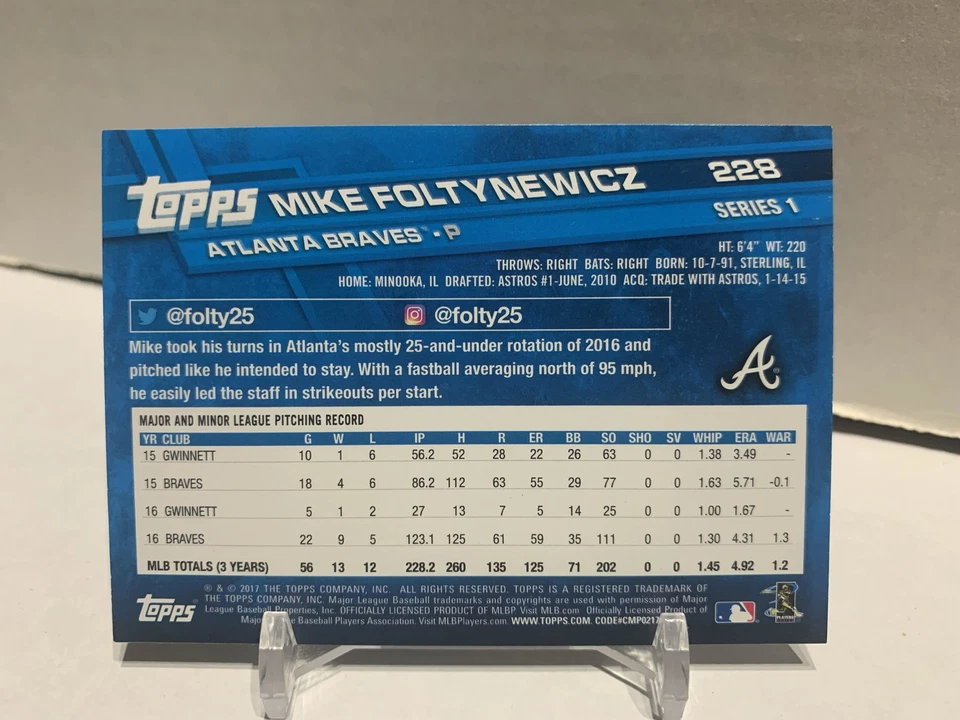 TOPPS MIKE FOLTYNEWICZ 228
ATLANTA BRAVES™ • P SERIES 1
HT: 6'4" WT: 220
THROWS: RIGHT BATS: RIGHT BORN: 10-7-91, STERLING, IL
HOME: MINOOKA, IL DRAFTED: ASTROS #1-JUNE, 2010 ACQ: TRADE WITH ASTROS, 1-14-15
@folty25 @folty25
Mike took his turns in Atlanta's mostly 25-and-under rotation of 2016 and
pitched like he intended to stay. With a fastball averaging north of 95 mph,
he easily led the staff in strikeouts per start.
A
MAJOR AND MINOR LEAGUE PITCHING RECORD
YR CLUB G W L IP H R ER BB SO SHO SV WHIP ERA WAR
15 GWINNETT 10 1 6 56.2 52 28 22 26 63 0 0 1.38 3.49 -
15 BRAVES 18 4 6 86.2 112 63 55 29 77 0 0 1.63 5.71 -0.1
16 GWINNETT 5 1 2 27 13 7 5 14 25 0 0 1.00 1.67 -
16 BRAVES 22 9 5 123.1 125 61 59 35 111 0 0 1.30 4.31 1.3
MLB TOTALS (3 YEARS) 56 13 12 228.2 260 135 125 71 202 0 0 1.45 4.92 1.2
TOPPS®
® & © 2017 THE TOPPS COMPANY, INC. ALL RIGHTS RESERVED. TOPPS IS A REGISTERED TRADEMARK OF
THE TOPPS COMPANY, INC. Major League Baseball trademarks and copyrights are used with permission of Major
League Baseball Properties, Inc. OFFICIALLY LICENSED PRODUCT OF MLBP Visit MLB.com Officially Licensed Product of
Baseball Players Association. Visit MLBPlayers.com. WWW.TOPPS.COM. CODE#CMP0217
PLAYERS